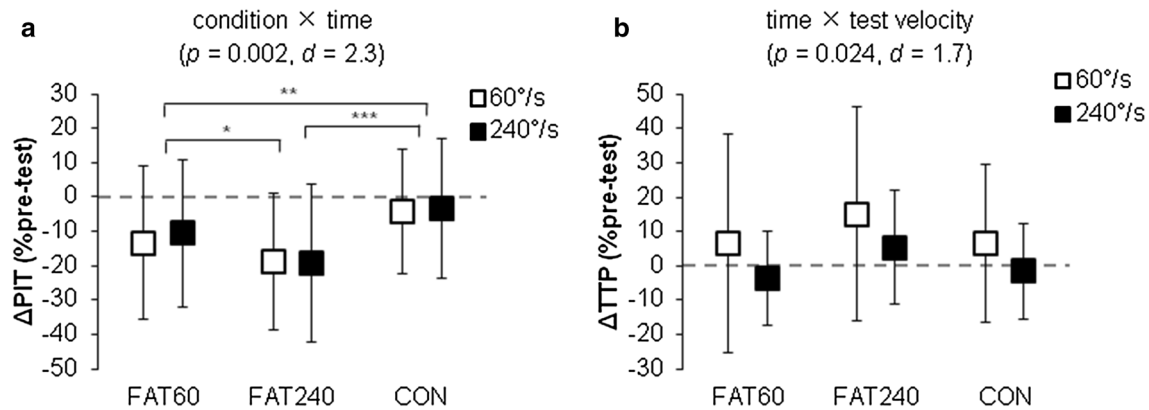 a
condition × time
(p = 0.002, d = 2.3)
ΔPIT (%pre-test)
30
20
10
0
-10
-20
-30
-40
-50
**
*
***
60°/s
240°/s
FAT60
FAT240
CON
b
time × test velocity
(p = 0.024, d = 1.7)
ΔTTP (%pre-test)
50
40
30
20
10
0
-30
-20
-30
60°/s
240°/s
FAT60
FAT240
CON